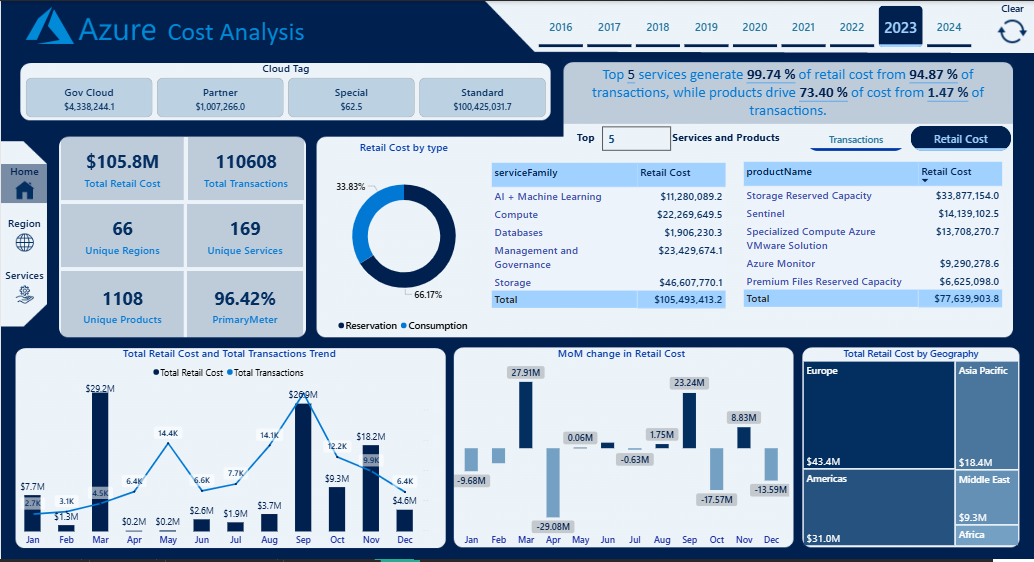 Azure Cost Analysis
2016 2017 2018 2019 2020 2021 2022 2023 2024
Clear
Cloud Tag
Gov Cloud
$4,338,244.1
Partner
$1,007,266.0
Special
$62.5
Standard
$100,425,031.7
Top 5 services generate 99.74 % of retail cost from 94.87 % of
transactions, while products drive 73.40 % of cost from 1.47 % of
transactions.
Top 5 Services and Products
Transactions
Retail Cost
Home
Region
Services
$105.8M
Total Retail Cost
110608
Total Transactions
66
Unique Regions
169
Unique Services
1108
Unique Products
96.42%
PrimaryMeter
Retail Cost by type
33.83%
66.17%
Reservation Consumption
serviceFamily Retail Cost
AI + Machine Learning $11,280,089.2
Compute $22,269,649.5
Databases $1,906,230.3
Management and $23,429,674.1
Governance
Storage $46,607,770.1
Total $105,493,413.2
productName Retail Cost
Storage Reserved Capacity $33,877,154.0
Sentinel $14,139,102.5
Specialized Compute Azure $13,708,270.7
VMware Solution
Azure Monitor $9,290,278.6
Premium Files Reserved Capacity $6,625,098.0
Total $77,639,903.8
Total Retail Cost and Total Transactions Trend
Total Retail Cost Total Transactions
$7.7M $1.3M $29.2M $0.2M $0.2M $2.6M $1.9M $3.7M $26.9M $9.3M $18.2M $4.6M
2.7K 3.1K 4.5K 6.4K 14.4K 6.6K 7.7K 14.1K 12.2K 9.9K 6.4K
Jan Feb Mar Apr May Jun Jul Aug Sep Oct Nov Dec
MoM change in Retail Cost
-9.68M 27.91M -29.08M 0.06M -0.63M 1.75M 23.24M -17.57M 8.83M -13.59M
Jan Feb Mar Apr May Jun Jul Aug Sep Oct Nov Dec
Total Retail Cost by Geography
Europe
$43.4M
Americas
$31.0M
Asia Pacific
$18.4M
Middle East
$9.3M
Africa